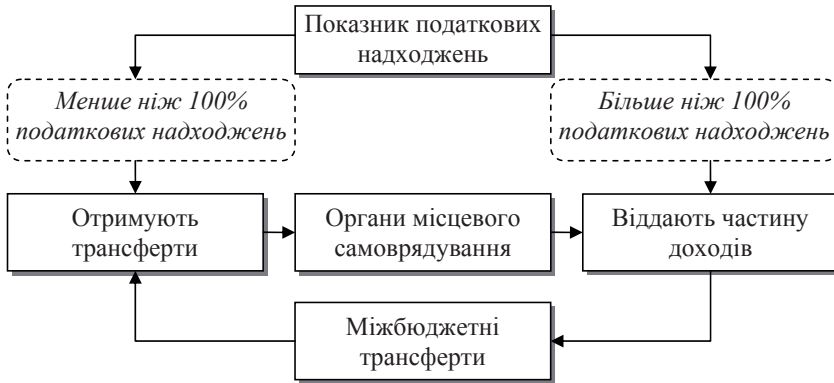 Показник податкових
надходжень
Менше ніж 100%
податкових надходжень
Більше ніж 100%
податкових надходжень
Отримують
трансферти
Органи місцевого
самоврядування
Віддають частину
доходів
Міжбюджетні
трансферти